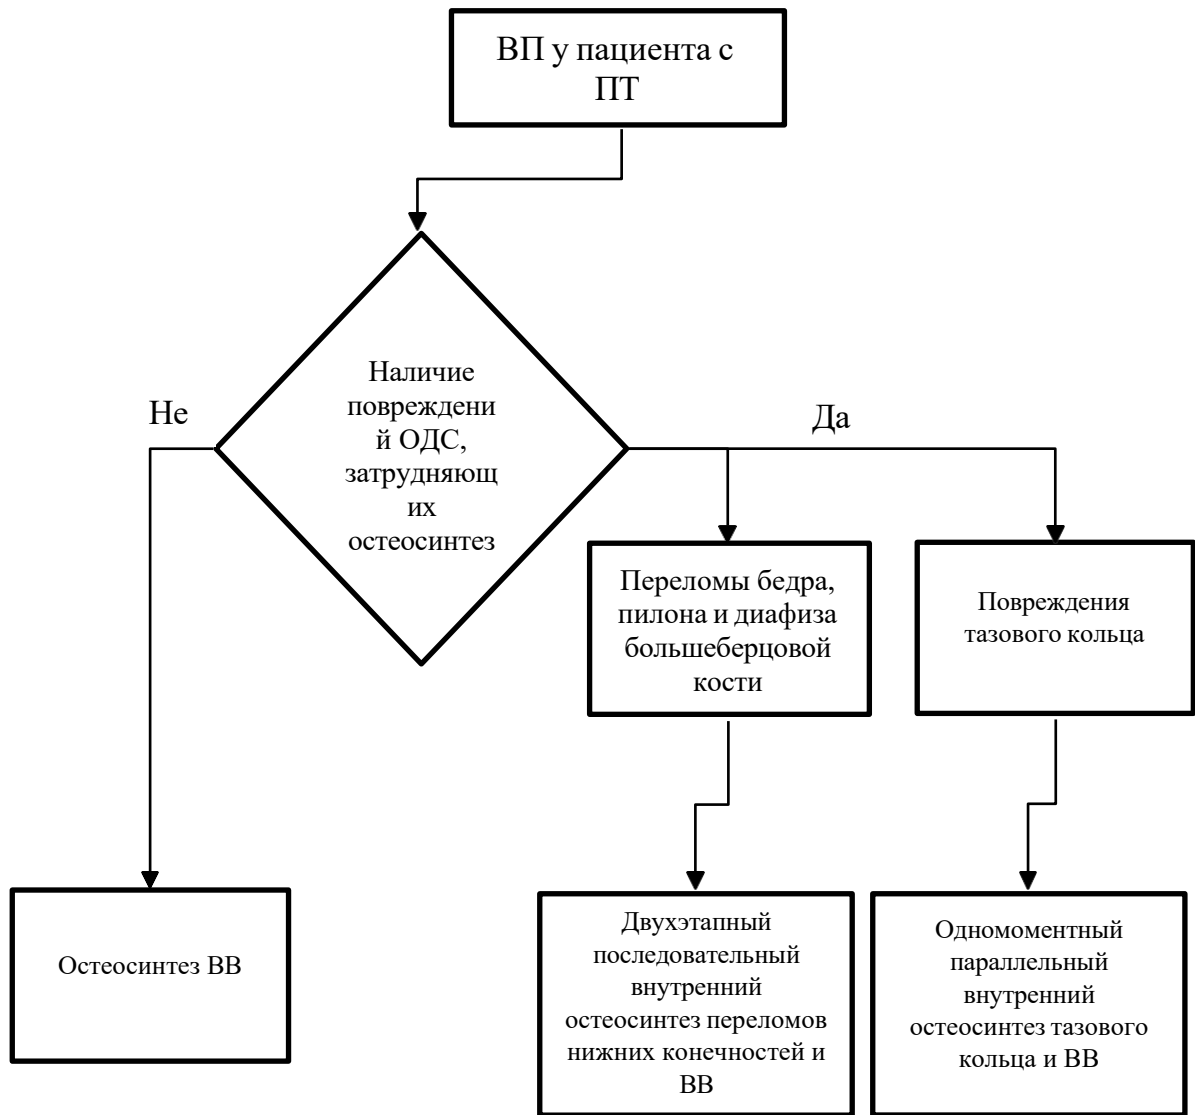 ВП у пациента с
ПТ
Наличие
повреждени
й ОДС,
затрудняющ
их
остеосинтез
Не
Да
Переломы бедра,
пилона и диафиза
большеберцовой
кости
Повреждения
тазового кольца
Остеосинтез ВВ
Двухэтапный
последовательный
внутренний
остеосинтез переломов
нижних конечностей и
ВВ
Одномоментный
параллельный
внутренний
остеосинтез тазового
кольца и ВВ